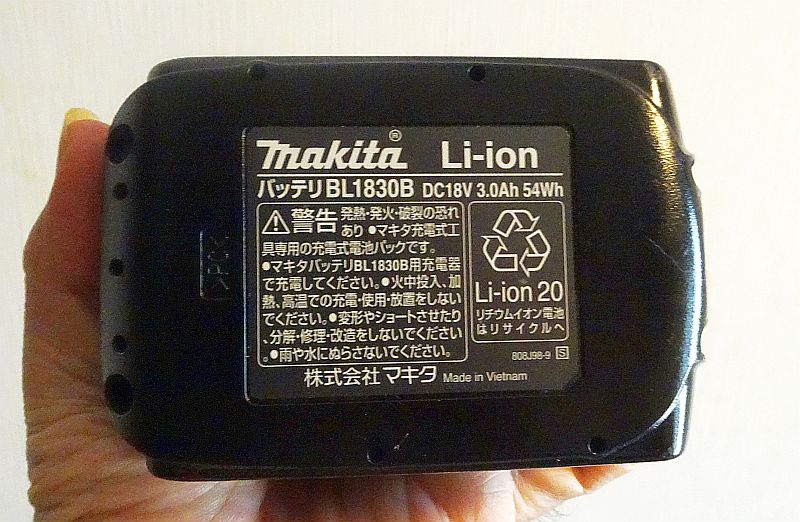 makita® Li-ion
バッテリ BL1830B DC18V 3.0Ah 54Wh
警告 発熱・発火・破裂の恐れ
あり ●マキタ充電式工
具専用の充電式電池パックです。
●マキタバッテリBL1830B用充電器
で充電してください。●火中投入、加
熱、高温での充電・使用・放置をしない
でください。●変形やショートさせたり
,分解・修理・改造をしないでください
。●雨や水にぬらさないでください。
Li-ion 20
リチウムイオン電池
はリサイクルへ
808J98-9 S
株式会社 マキタ Made in Vietnam
>PC<